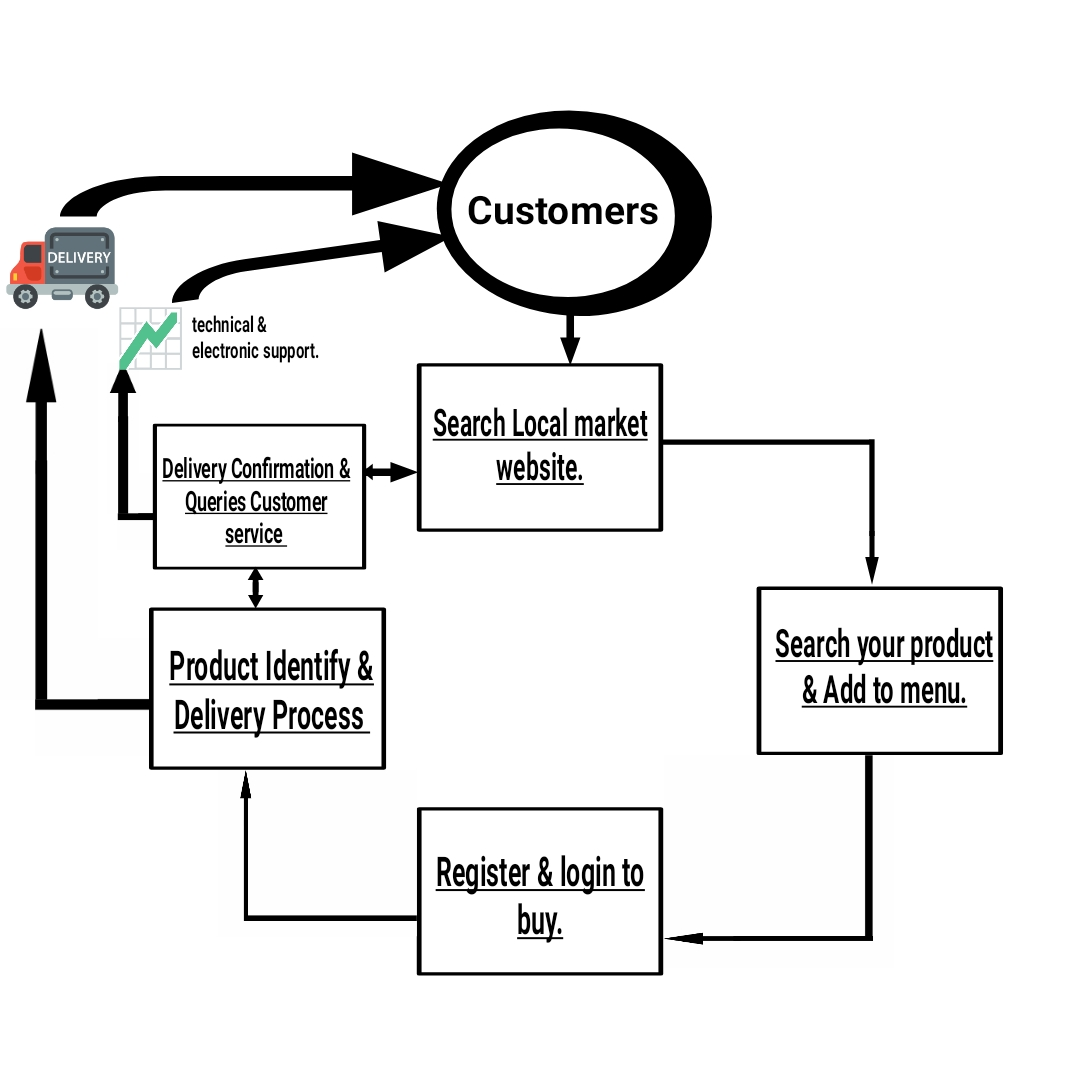 Customers
DELIVERY
technical &
electronic support.
Search Local market
website.
Delivery Confirmation &
Queries Customer
service
Product Identify &
Delivery Process
Search your product
& Add to menu.
Register & login to
buy.